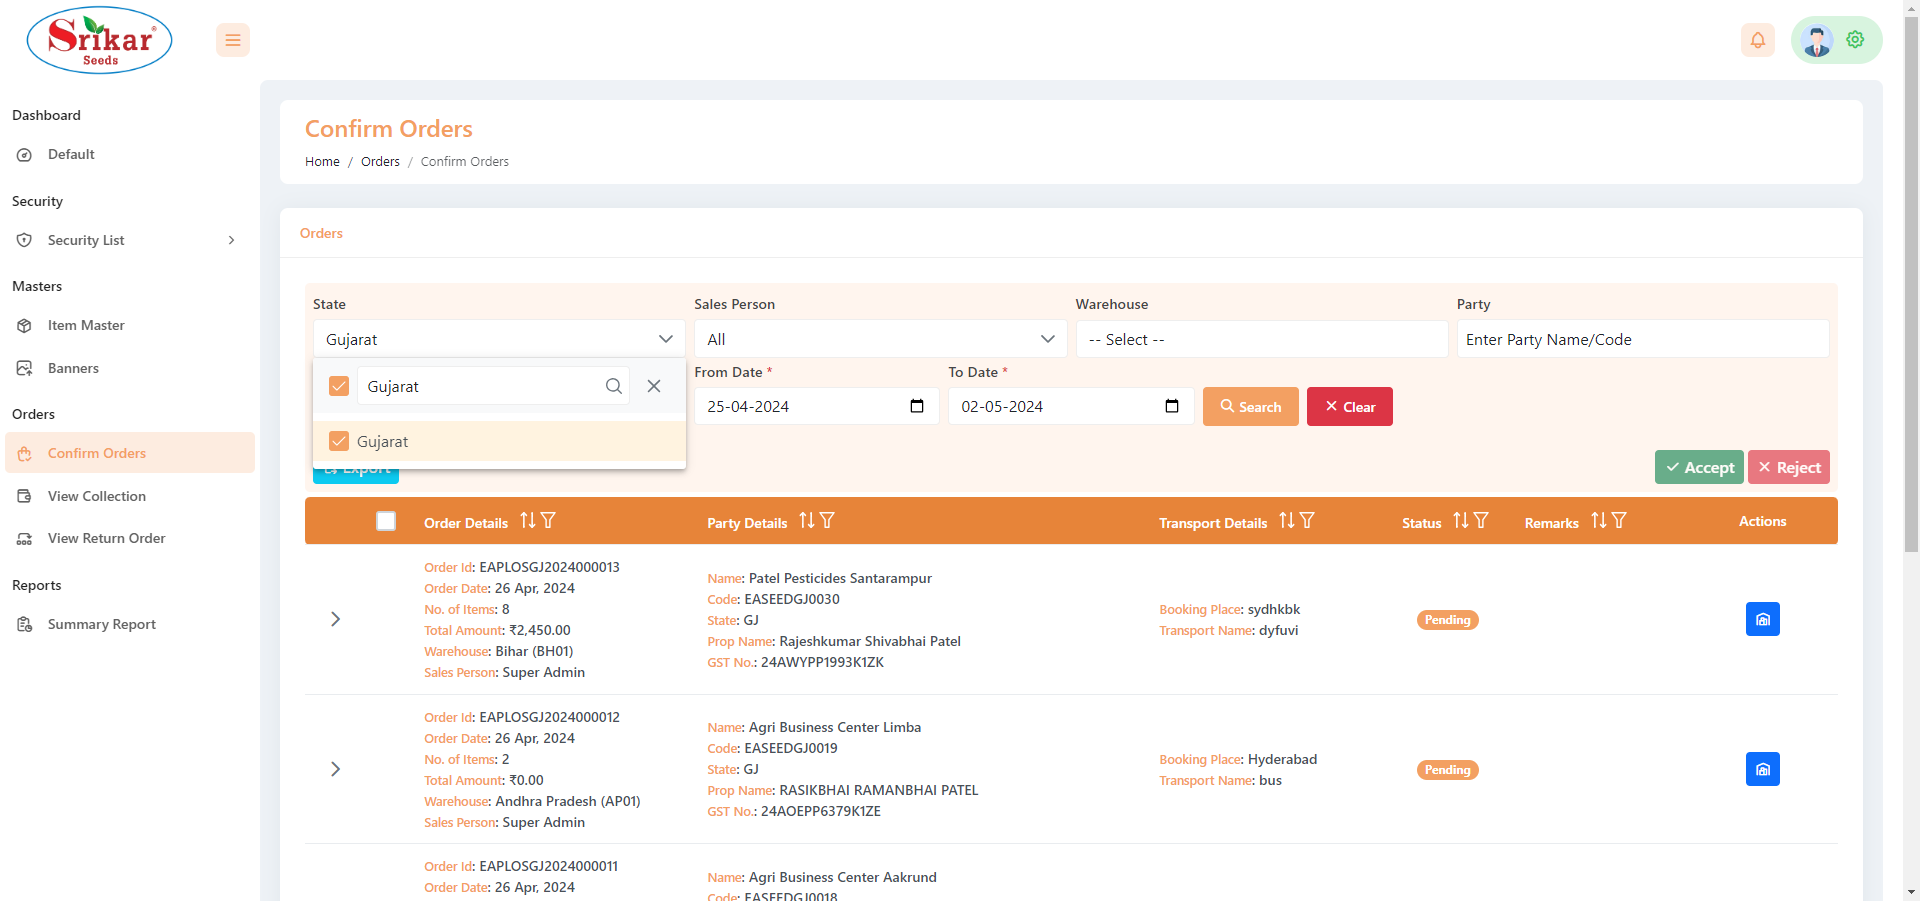 Srikar
Seeds
Dashboard
Default
Security
Security List
Masters
Item Master
Banners
Orders
Confirm Orders
View Collection
View Return Order
Reports
Summary Report
Confirm Orders
Home / Orders / Confirm Orders
Orders
State
Sales Person
Warehouse
Party
Gujarat
All
-- Select --
Enter Party Name/Code
Gujarat
Gujarat
From Date *
To Date *
25-04-2024
02-05-2024
Search
Clear
Export
Accept
Reject
Order Details
Party Details
Transport Details
Status
Remarks
Actions
Order Id: EAPLOSGJ2024000013
Order Date: 26 Apr, 2024
No. of Items: 8
Total Amount: ₹2,450.00
Warehouse: Bihar (BH01)
Sales Person: Super Admin
Name: Patel Pesticides Santarampur
Code: EASEEDGJ0030
State: GJ
Prop Name: Rajeshkumar Shivabhai Patel
GST No.: 24AWYPP1993K1ZK
Booking Place: sydhkbk
Transport Name: dyfuvi
Pending
Order Id: EAPLOSGJ2024000012
Order Date: 26 Apr, 2024
No. of Items: 2
Total Amount: ₹0.00
Warehouse: Andhra Pradesh (AP01)
Sales Person: Super Admin
Name: Agri Business Center Limba
Code: EASEEDGJ0019
State: GJ
Prop Name: RASIKBHAI RAMANBHAI PATEL
GST No.: 24AOEPP6379K1ZE
Booking Place: Hyderabad
Transport Name: bus
Pending
Order Id: EAPLOSGJ2024000011
Order Date: 26 Apr, 2024
Name: Agri Business Center Aakrund
Code: EASEEDGJ0018